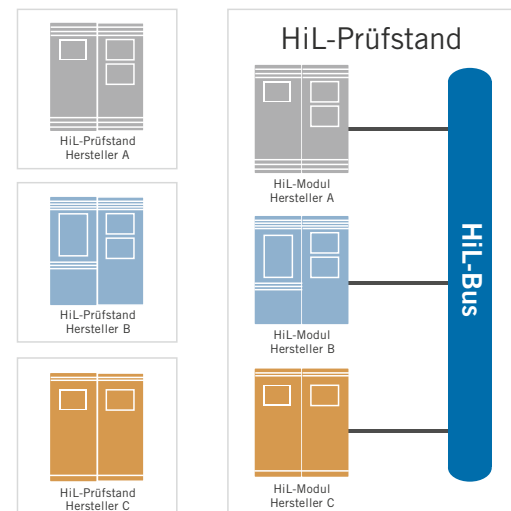 HiL-Prüfstand
Hersteller A
HiL-Prüfstand
Hersteller B
HiL-Prüfstand
Hersteller C
HiL-Prüfstand
HiL-Modul
Hersteller A
HiL-Modul
Hersteller B
HiL-Modul
Hersteller C
HiL-Bus